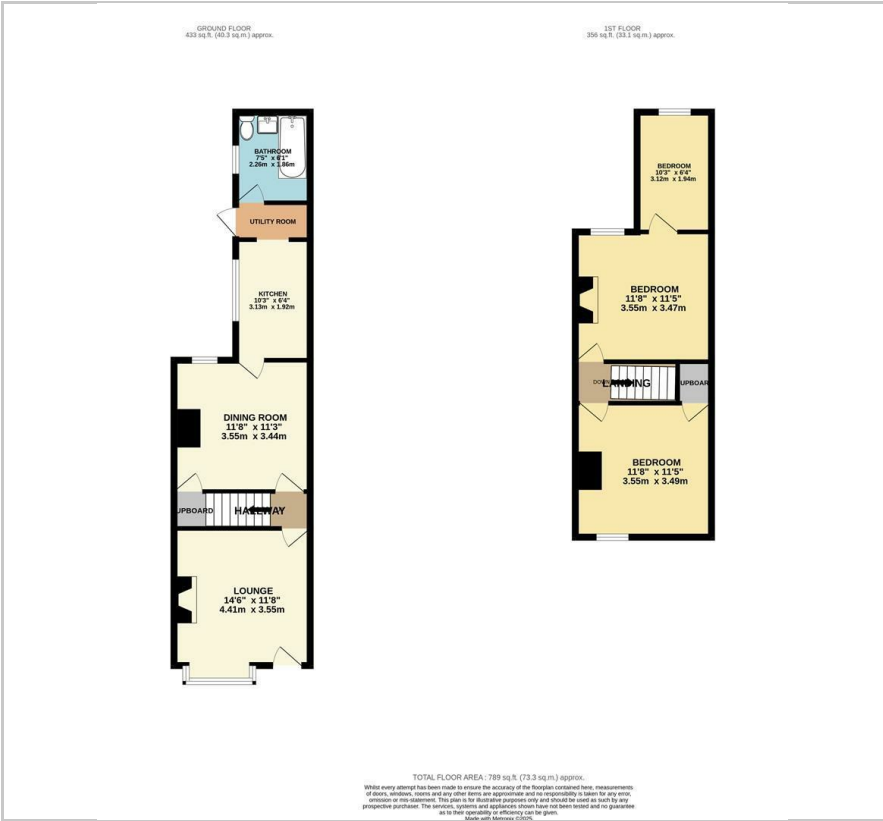 GROUND FLOOR
433 sq.ft. (40.3 sq.m.) approx.
1ST FLOOR
356 sq.ft. (33.1 sq.m.) approx.
BATHROOM
7'5" x 6'1"
2.26m x 1.86m
UTILITY ROOM
KITCHEN
10'3" x 6'4"
3.13m x 1.92m
DINING ROOM
11'8" x 11'3"
3.55m x 3.44m
UPBOARD
HALLWAY
LOUNGE
14'6" x 11'8"
4.41m x 3.55m
BEDROOM
10'3" x 6'4"
3.12m x 1.94m
BEDROOM
11'8" x 11'5"
3.55m x 3.47m
DOWN
LANDING
UPBOAR
BEDROOM
11'8" x 11'5"
3.55m x 3.49m
TOTAL FLOOR AREA : 789 sq.ft. (73.3 sq.m.) approx.
Whilst every attempt has been made to ensure the accuracy of the floorplan contained here, measurements
of doors, windows, rooms and any other items are approximate and no responsibility is taken for any error,
omission or mis-statement. This plan is for illustrative purposes only and should be used as such by any
prospective purchaser. The services, systems and appliances shown have not been tested and no guarantee
as to their operability or efficiency can be given.
Made with Metropix ©2025